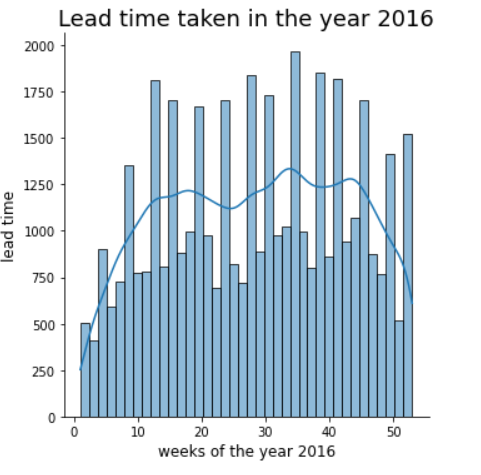 Lead time taken in the year 2016
2000
1750
1500
1250
1000
750
500
250
0
lead time
0 10 20 30 40 50
weeks of the year 2016